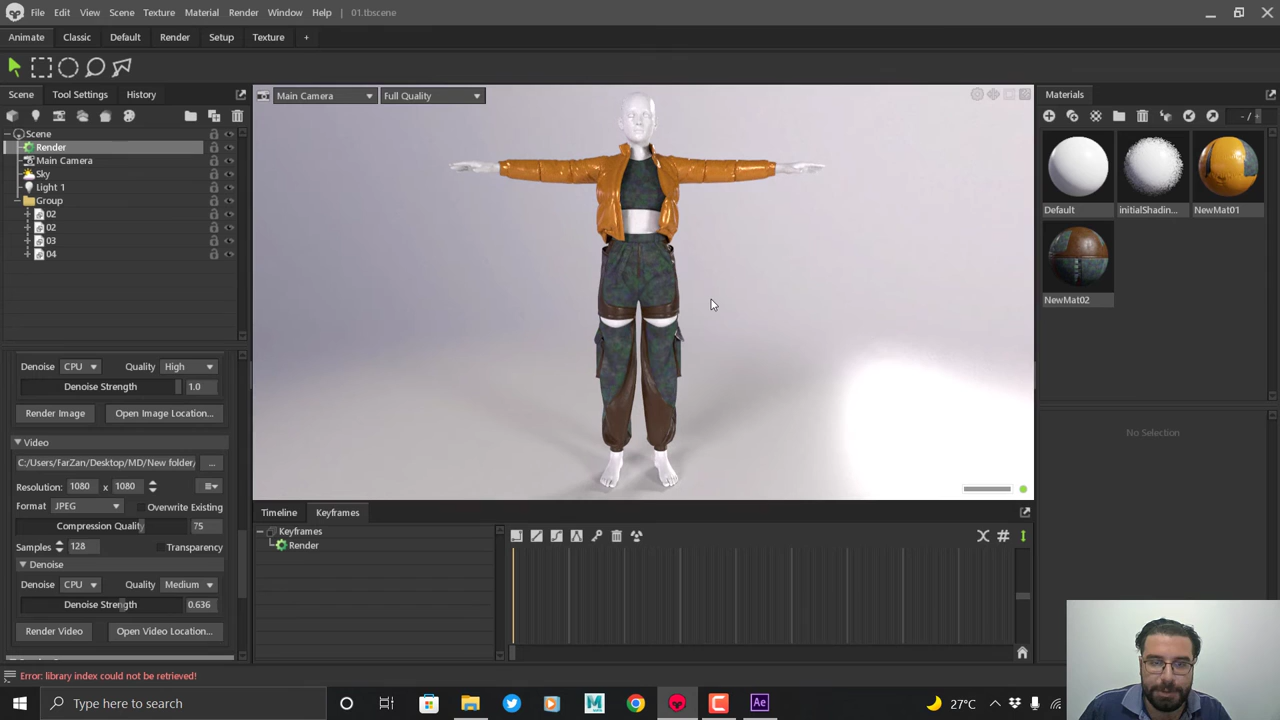 File Edit View Scene Texture Material Render Window Help 01.tbscene
Animate Classic Default Render Setup Texture +
Scene Tool Settings History
Main Camera Full Quality
Materials
- /
Scene
Render
Main Camera
Sky
Light 1
Group
02
02
03
04
Default initialShadin... NewMat01
NewMat02
Denoise CPU Quality High
Denoise Strength 1.0
Render Image Open Image Location...
Video
C:/Users/FarZan/Desktop/MD/New folder/ ...
Resolution: 1080 x 1080
Format JPEG Overwrite Existing
Compression Quality 75
Samples 128 Transparency
Denoise
Denoise CPU Quality Medium
Denoise Strength 0.636
Render Video Open Video Location...
No Selection
Timeline Keyframes
Keyframes
Render
Error: library index could not be retrieved!
Type here to search
M
Ae
27°C